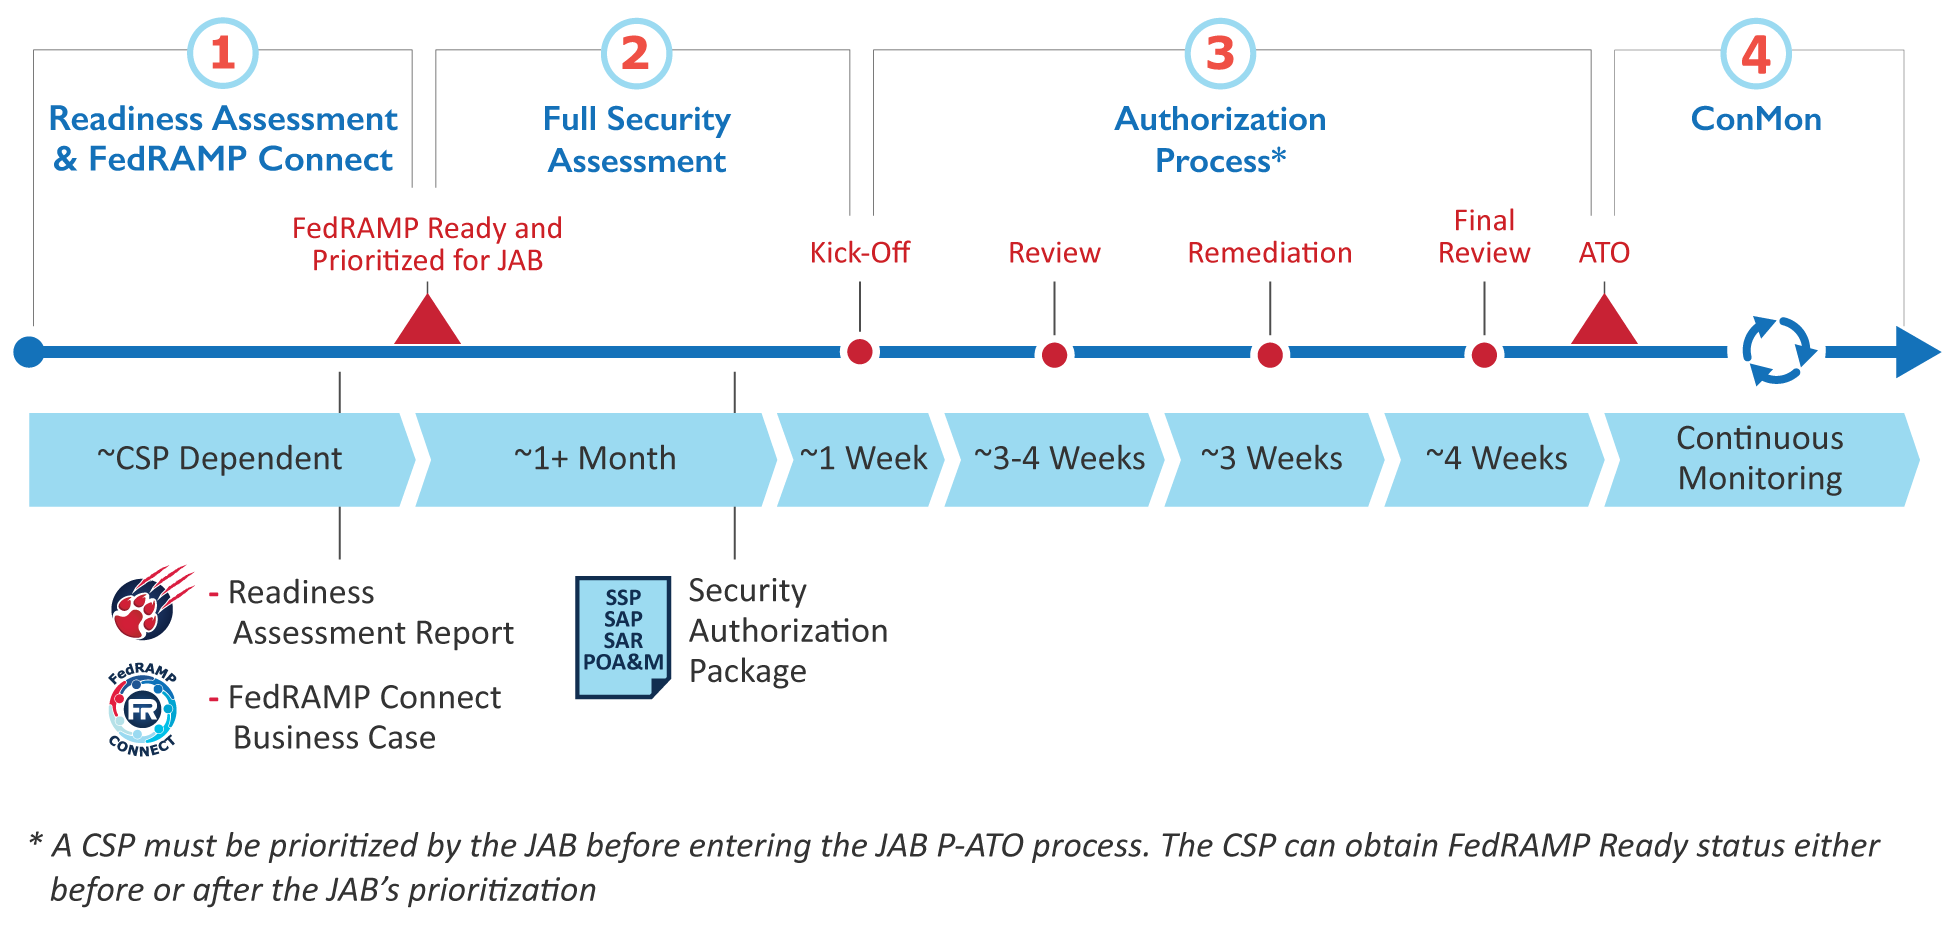 1
Readiness Assessment
& FedRAMP Connect
2
Full Security
Assessment
3
Authorization
Process*
4
ConMon
FedRAMP Ready and
Prioritized for JAB
Kick-Off
Review
Remediation
Final
Review
ATO
~CSP Dependent
~1+ Month
~1 Week
~3-4 Weeks
~3 Weeks
~4 Weeks
Continuous
Monitoring
- Readiness
Assessment Report
FedRAMP
FR
CONNECT
- FedRAMP Connect
Business Case
SSP
SAP
SAR
POA&M
Security
Authorization
Package
* A CSP must be prioritized by the JAB before entering the JAB P-ATO process. The CSP can obtain FedRAMP Ready status either
before or after the JAB’s prioritization